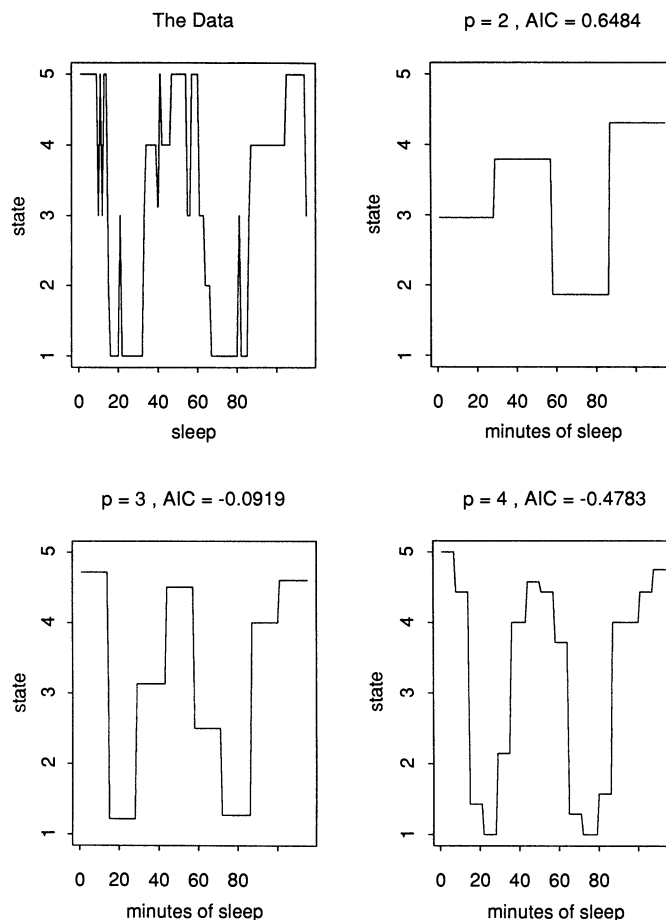 The Data
state
5
4
3
2
1
0 20 40 60 80
sleep
p = 2 , AIC = 0.6484
state
5
4
3
2
1
0 20 40 60 80
minutes of sleep
p = 3 , AIC = -0.0919
state
5
4
3
2
1
0 20 40 60 80
minutes of sleep
p = 4 , AIC = -0.4783
state
5
4
3
2
1
0 20 40 60 80
minutes of sleep